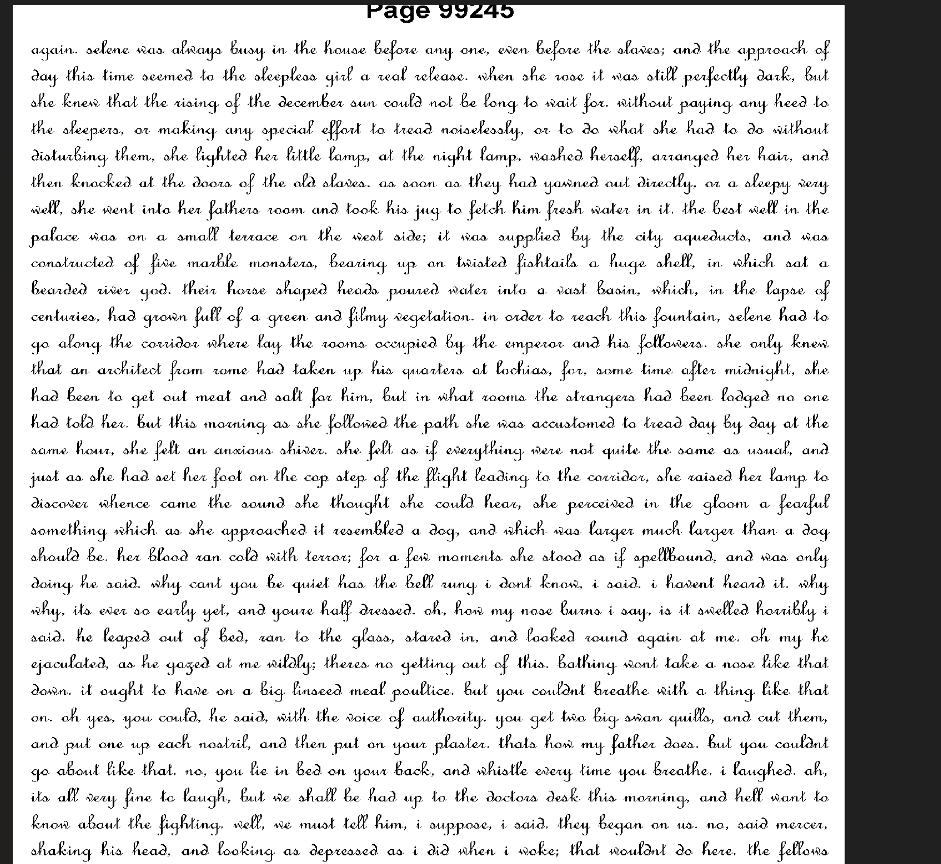 Page 99245
again. selene was always busy in the house before any one, even before the slaves; and the approach of
day this time seemed to the sleepless girl a real release. when she rose it was still perfectly dark, but
she knew that the rising of the december sun could not be long to wait for. without paying any heed to
the sleepers, or making any special effort to tread noiselessly, or to do what she had to do without
disturbing them, she lighted her little lamp, at the night lamp, washed herself, arranged her hair, and
then knocked at the doors of the old slaves. as soon as they had yawned out directly. or a sleepy very
well, she went into her fathers room and took his jug to fetch him fresh water in it. the best well in the
palace was on a small terrace on the west side; it was supplied by the city aqueducts, and was
constructed of five marble monsters, bearing up on twisted fishtails a huge shell, in which sat a
bearded river god. their horse shaped heads poured water into a vast basin, which, in the lapse of
centuries, had grown full of a green and filmy vegetation. in order to reach this fountain, selene had to
go along the corridor where lay the rooms occupied by the emperor and his followers. she only knew
that an architect from rome had taken up his quarters at lochias, for, some time after midnight, she
had been to get out meat and salt for him, but in what rooms the strangers had been lodged no one
had told her. but this morning as she followed the path she was accustomed to tread day by day at the
same hour, she felt an anxious shiver. she felt as if everything were not quite the same as usual, and
just as she had set her foot on the cop step of the flight leading to the corridor, she raised her lamp to
discover whence came the sound she thought she could hear, she perceived in the gloom a fearful
something which as she approached it resembled a dog, and which was larger much larger than a dog
should be. her blood ran cold with terror; for a few moments she stood as if spellbound, and was only
doing he said. why cant you be quiet has the bell rung i dont know, i said. i havent heard it. why
why, its ever so early yet, and youre half dressed. oh, how my nose burns i say, is it swelled horribly i
said. he leaped out of bed, ran to the glass, stared in, and looked round again at me. oh my he
ejaculated, as he gazed at me wildly; theres no getting out of this. bathing wont take a nose like that
down. it ought to have on a big linseed meal poultice. but you couldnt breathe with a thing like that
on. oh yes, you could, he said, with the voice of authority. you get two big swan quills, and cut them,
and put one up each nostril, and then put on your plaster. thats how my father does. but you couldnt
go about like that. no, you lie in bed on your back, and whistle every time you breathe. i laughed. ah,
its all very fine to laugh, but we shall be had up to the doctors desk this morning, and hell want to
know about the fighting. well, we must tell him, i suppose, i said. they began on us. no, said mercer,
shaking his head, and looking as depressed as i did when i woke; that wouldnt do here. the fellows